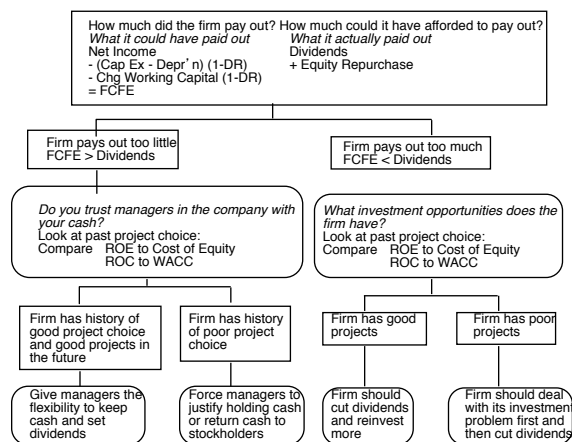 How much did the firm pay out? How much could it have afforded to pay out?
What it could have paid out What it actually paid out
Net Income Dividends
- (Cap Ex - Depr'n) (1-DR) + Equity Repurchase
- Chg Working Capital (1-DR)
= FCFE
Firm pays out too little
FCFE > Dividends
Firm pays out too much
FCFE < Dividends
Do you trust managers in the company with
your cash?
Look at past project choice:
Compare ROE to Cost of Equity
ROC to WACC
What investment opportunities does the
firm have?
Look at past project choice:
Compare ROE to Cost of Equity
ROC to WACC
Firm has history of
good project choice
and good projects in
the future
Firm has history
of poor project
choice
Firm has good
projects
Firm has poor
projects
Give managers the
flexibility to keep
cash and set
dividends
Force managers to
justify holding cash
or return cash to
stockholders
Firm should
cut dividends
and reinvest
more
Firm should deal
with its investment
problem first and
then cut dividends